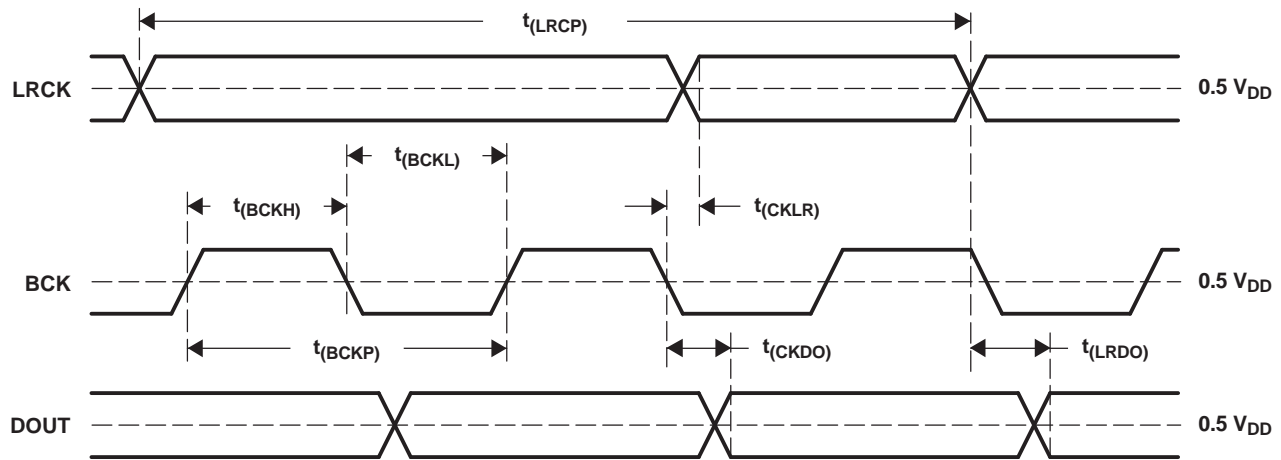 t(LRCP)
LRCK
0.5 VDD
t(BCKL)
t(BCKH)
t(CKLR)
BCK
0.5 VDD
t(BCKP)
t(CKDO)
t(LRDO)
DOUT
0.5 VDD